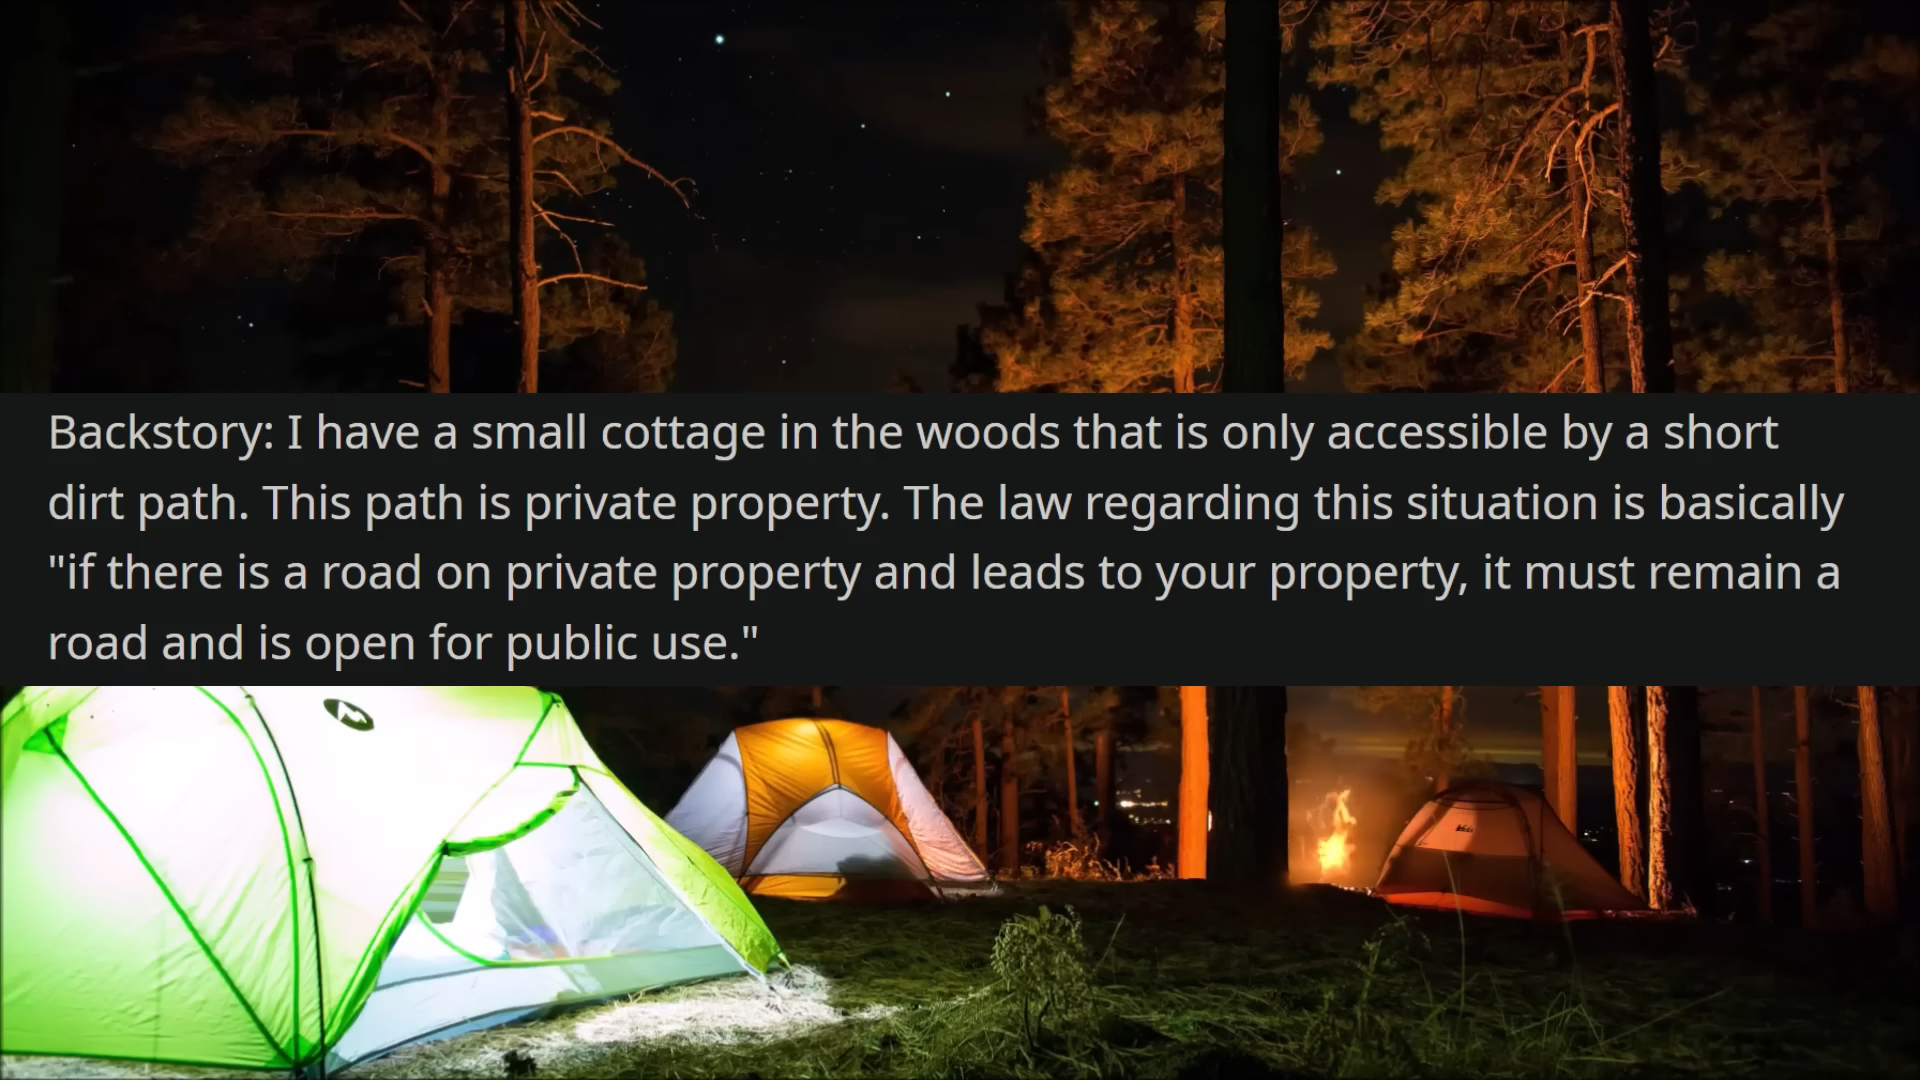 Backstory: I have a small cottage in the woods that is only accessible by a short
dirt path. This path is private property. The law regarding this situation is basically
"if there is a road on private property and leads to your property, it must remain a
road and is open for public use."
REI